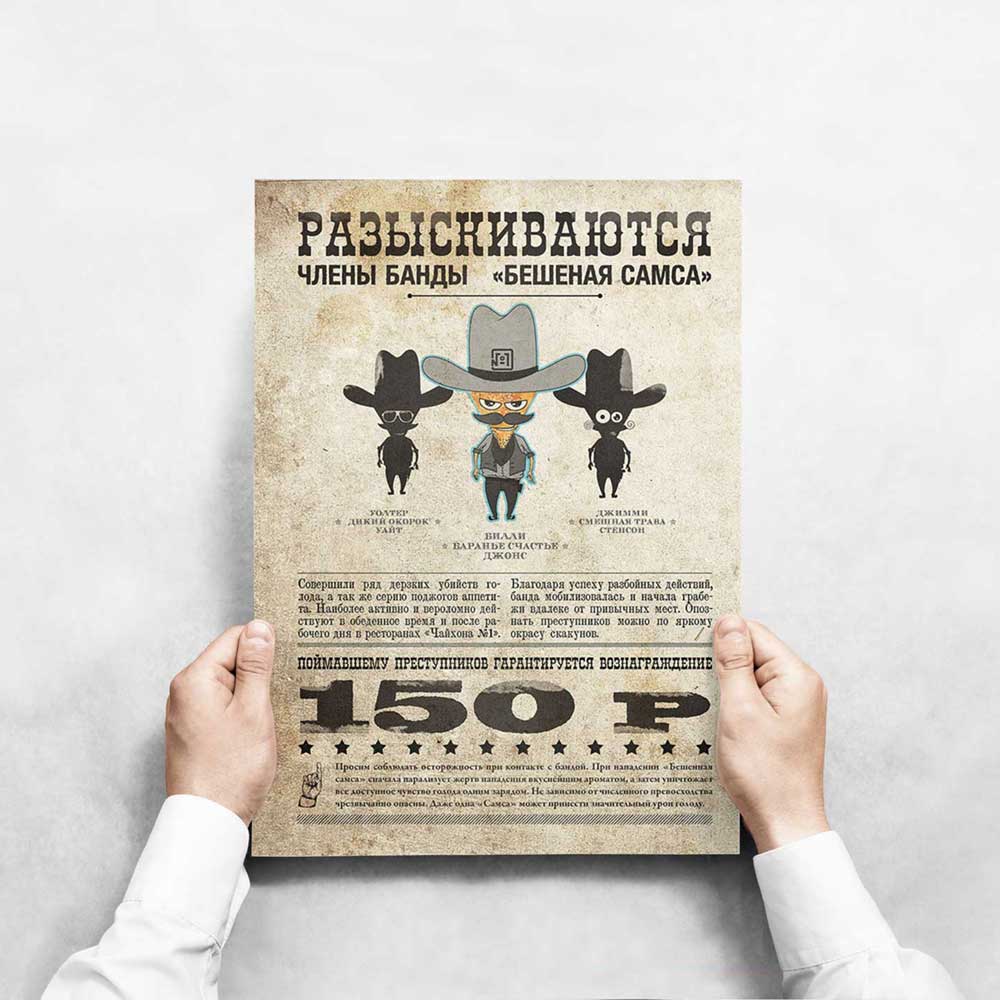 РАЗЫСКИВАЮТСЯ
ЧЛЕНЫ БАНДЫ «БЕШЕНАЯ САМСА»
№1
УОЛТЕР
★ ДИКИЙ ОКОРОК ★
УАЙТ
БИЛЛИ
★ БАРАНЬЕ СЧАСТЬЕ ★
ДЖОНС
ДЖИММИ
★ СМЕШНАЯ ТРАВА ★
СТЕНСОН
Совершили ряд дерзких убийств го-
лода, а так же серию поджогов аппети-
та. Наиболее активно и вероломно дей-
ствуют в обеденное время и после ра-
бочего дня в ресторанах «Чайхона №1».
Благодаря успеху разбойных действий,
банда мобилизовалась и начала грабе-
жи вдалеке от привычных мест. Опоз-
нать преступников можно по яркому
окрасу скакунов.
ПОЙМАВШЕМУ ПРЕСТУПНИКОВ ГАРАНТИРУЕТСЯ ВОЗНАГРАЖДЕНИЕ
150 Р
Просим соблюдать осторожность при контакте с бандой. При нападении «Бешенная
самса» сначала парализует жертв нападения вкуснейшим ароматом, а затем уничтожает
все доступное чувство голода одним зарядом. Не зависимо от численного превосходства
чрезвычайно опасны. Даже одна «Самса» может принести значительный урон голоду.